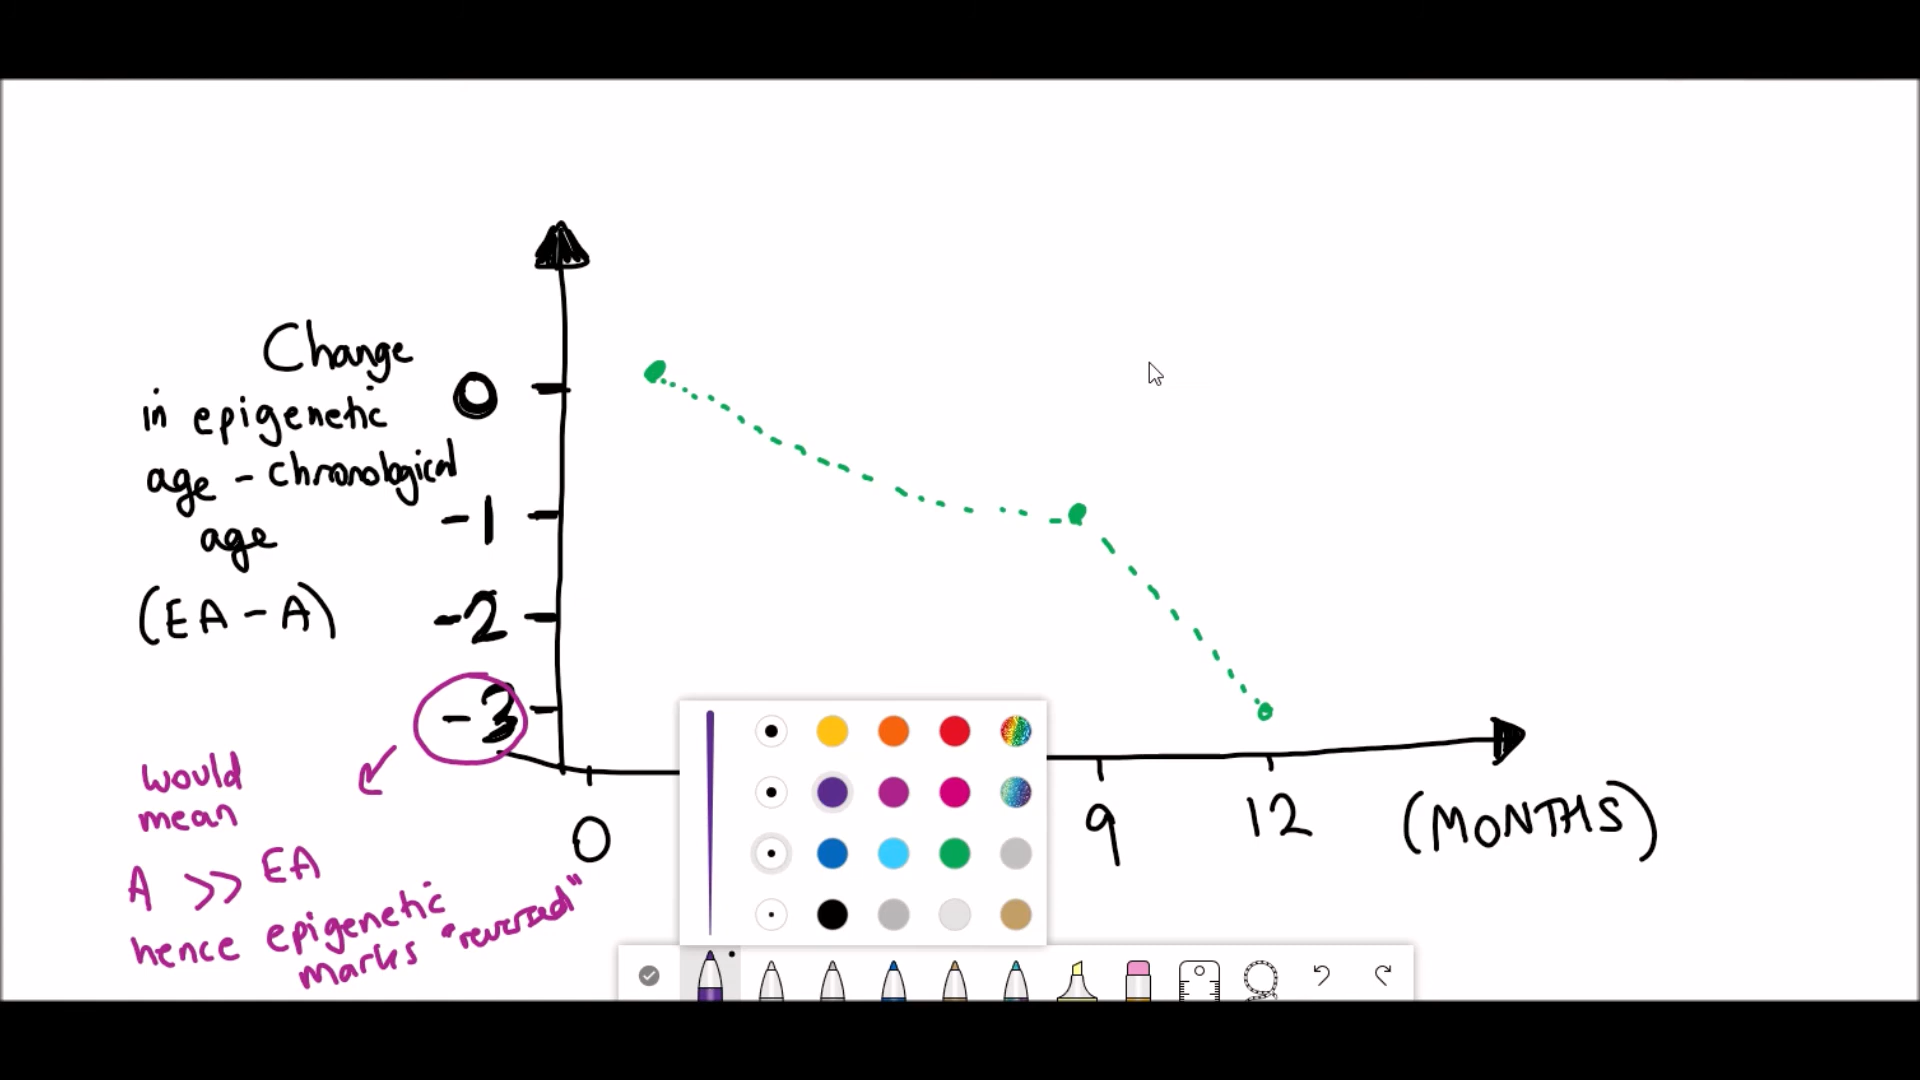 Change
in epigenetic
age - chronological
age
(EA - A)
0
-1
-2
-3
0
9
12
(MONTHS)
would
mean
A >> EA
hence epigenetic
marks "reversed"